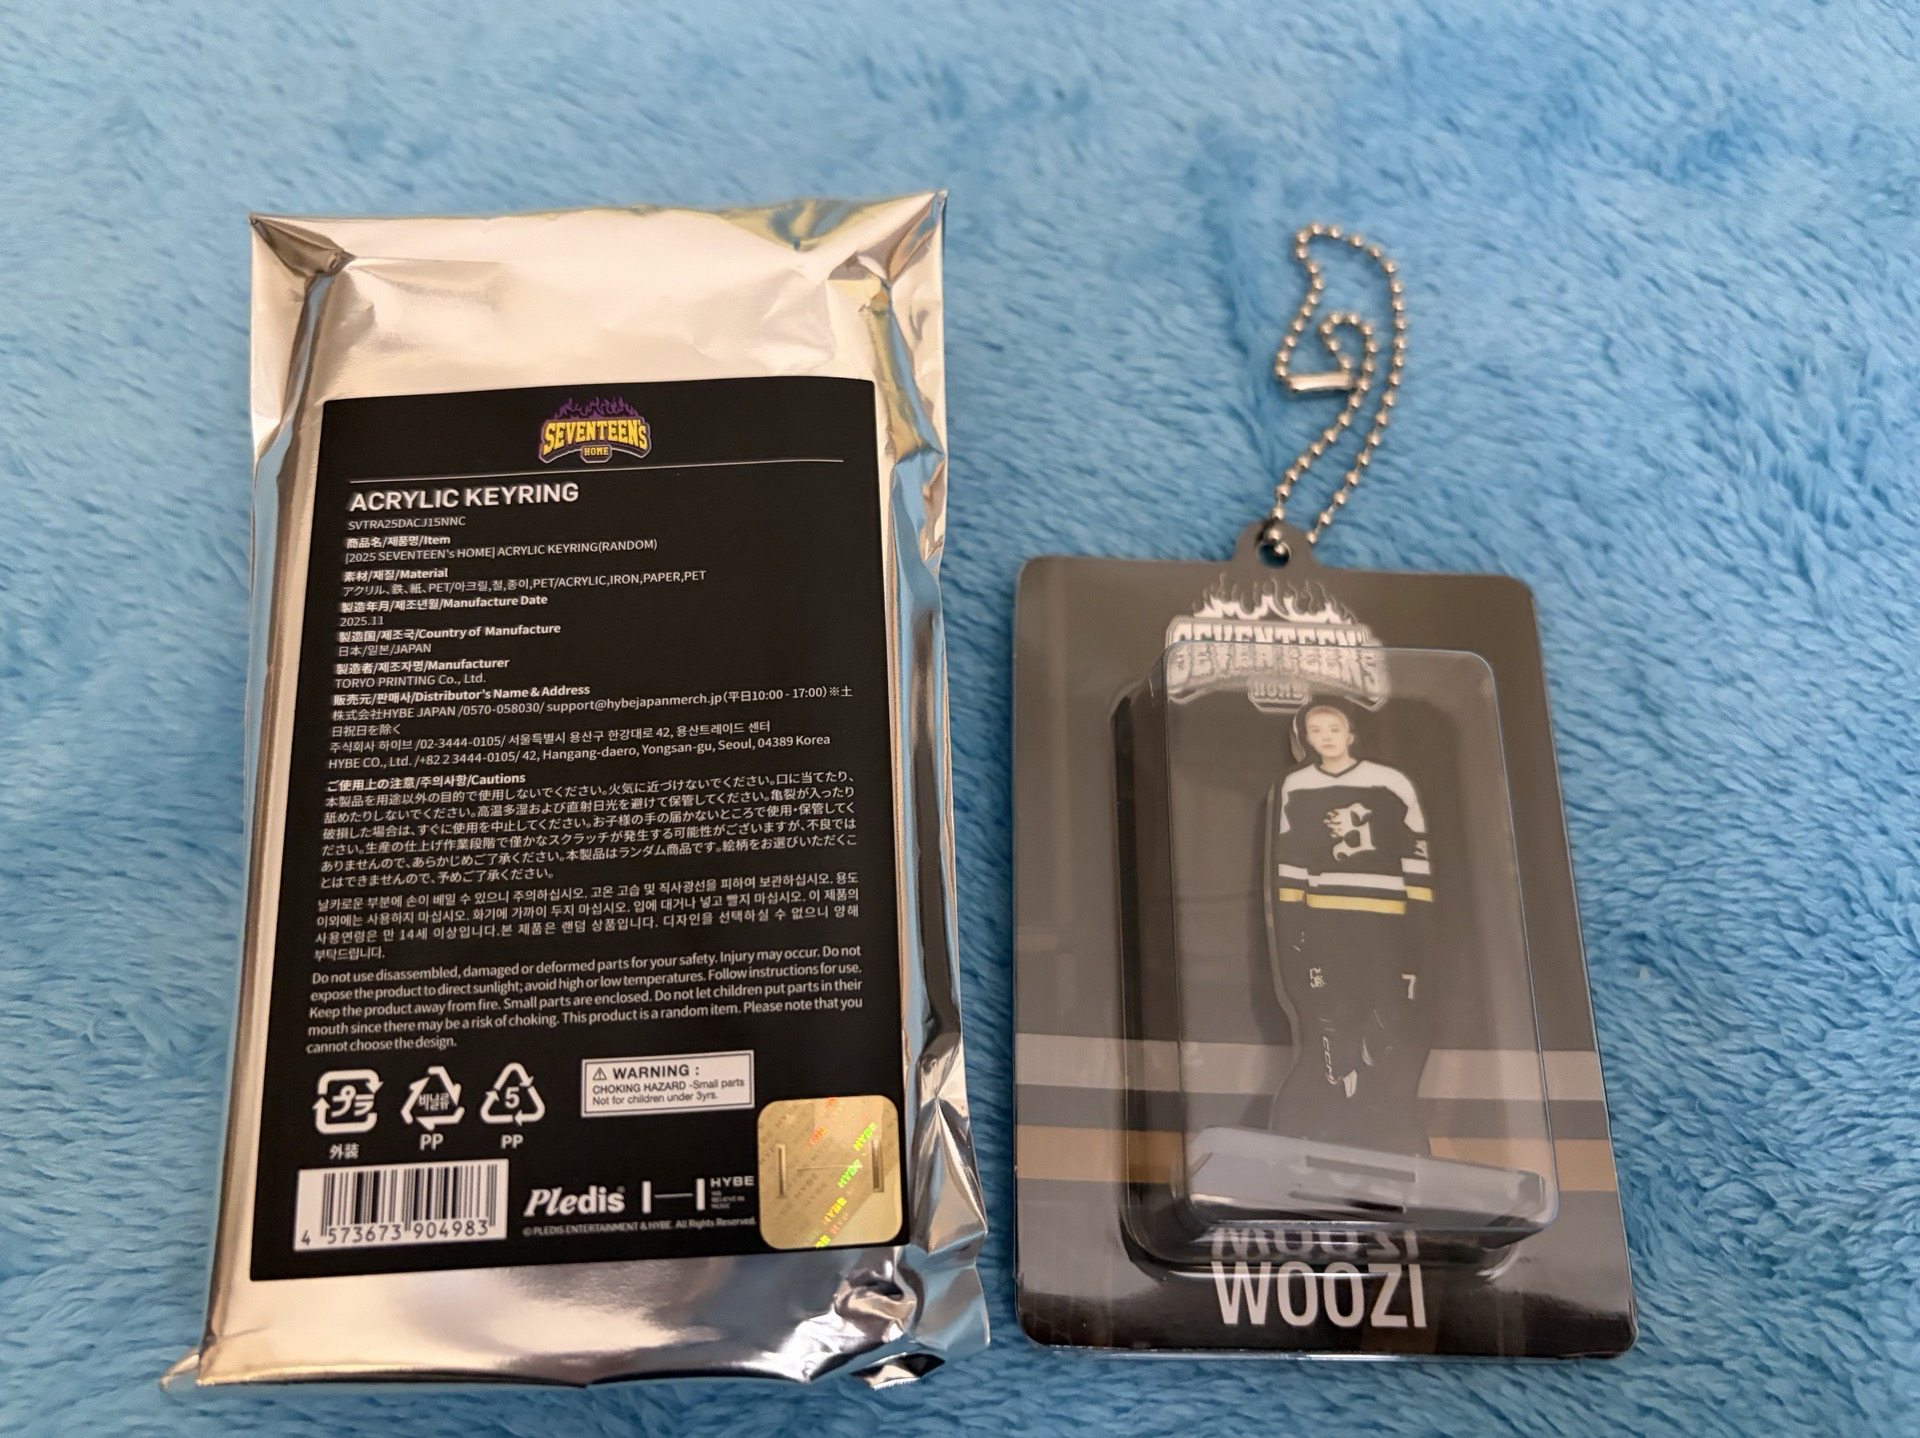 SEVENTEEN'S
HOME
ACRYLIC KEYRING
SVTRA25DACJ15NNC
商品名/제품명/Item
[2025 SEVENTEEN's HOME] ACRYLIC KEYRING(RANDOM)
素材/재질/Material
アクリル、鉄、紙、PET/아크릴,철,종이,PET/ACRYLIC,IRON,PAPER,PET
製造年月/제조년월/Manufacture Date
2025.11
製造国/제조국/Country of Manufacture
日本/일본/JAPAN
製造者/제조자명/Manufacturer
TORYO PRINTING Co., Ltd.
販売元/판매사/Distributor's Name & Address
株式会社HYBE JAPAN /0570-058030/ support@hybejapanmerch.jp(平日10:00 - 17:00)※土
日祝日を除く
주식회사 하이브 /02-3444-0105/ 서울특별시 용산구 한강대로 42, 용산트레이드 센터
HYBE CO., Ltd. /+82 2 3444-0105/ 42, Hangang-daero, Yongsan-gu, Seoul, 04389 Korea
ご使用上の注意/주의사항/Cautions
本製品を用途以外の目的で使用しないでください。火気に近づけないでください。口に当てたり、
舐めたりしないでください。高温多湿および直射日光を避けて保管してください。亀裂が入ったり
破損した場合は、すぐに使用を中止してください。お子様の手の届かないところで使用・保管してく
ださい。生産の仕上げ作業段階で僅かなスクラッチが発生する可能性がございますが、不良では
ありませんので、あらかじめご了承ください。本製品はランダム商品です。絵柄をお選びいただくこ
とはできませんので、予めご了承ください。
날카로운 부분에 손이 베일 수 있으니 주의하십시오. 고온 고습 및 직사광선을 피하여 보관하십시오. 용도
이외에는 사용하지 마십시오. 화기에 가까이 두지 마십시오. 입에 대거나 넣고 빨지 마십시오. 이 제품의
사용연령은 만 14세 이상입니다.본 제품은 랜덤 상품입니다. 디자인을 선택하실 수 없으니 양해
부탁드립니다.
Do not use disassembled, damaged or deformed parts for your safety. Injury may occur. Do not
expose the product to direct sunlight; avoid high or low temperatures. Follow instructions for use.
Keep the product away from fire. Small parts are enclosed. Do not let children put parts in their
mouth since there may be a risk of choking. This product is a random item. Please note that you
cannot choose the design.
プラ
外装
비닐류
PP
5
PP
WARNING :
CHOKING HAZARD -Small parts
Not for children under 3yrs.
4 573673 904983
Pledis
HYBE
WE
BELIEVE IN
MUSIC
© PLEDIS ENTERTAINMENT & HYBE. All Rights Reserved.
HYBE
HYBE
HYBE
SEVENTEEN'S
HOME
S
17
7
CCM
WOOZI
WOOZI